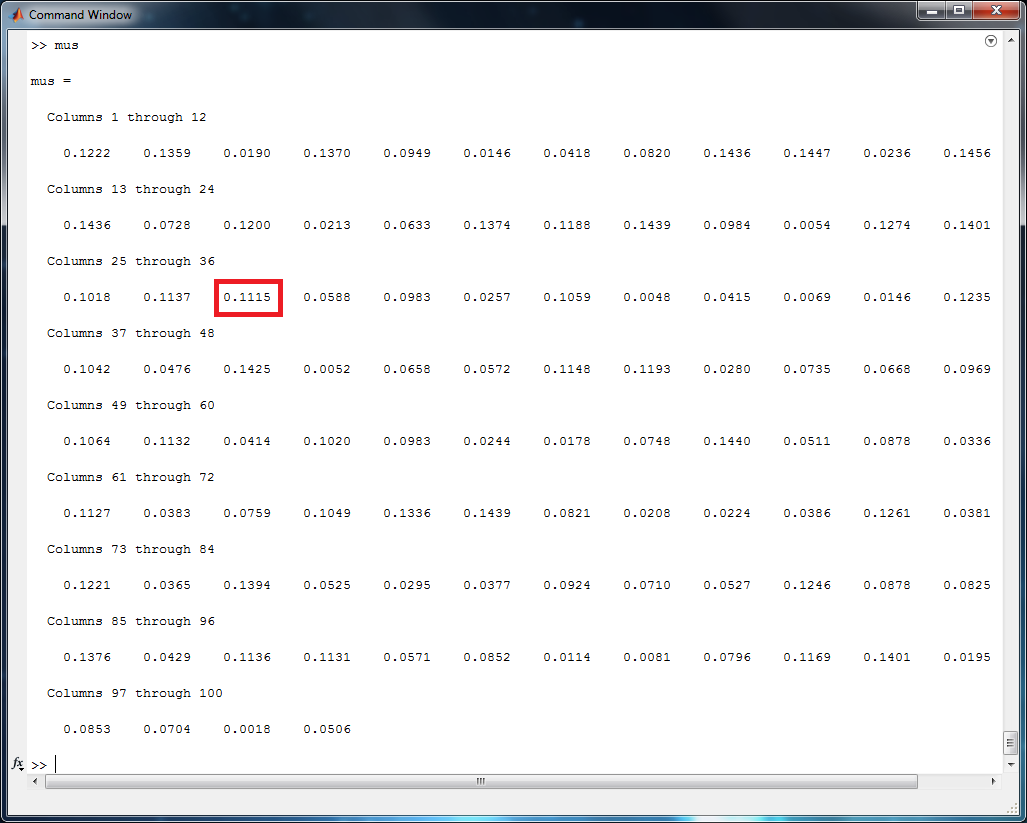 Command Window
>> mus
mus =
Columns 1 through 12
0.1222 0.1359 0.0190 0.1370 0.0949 0.0146 0.0418 0.0820 0.1436 0.1447 0.0236 0.1456
Columns 13 through 24
0.1436 0.0728 0.1200 0.0213 0.0633 0.1374 0.1188 0.1439 0.0984 0.0054 0.1274 0.1401
Columns 25 through 36
0.1018 0.1137 0.1115 0.0588 0.0983 0.0257 0.1059 0.0048 0.0415 0.0069 0.0146 0.1235
Columns 37 through 48
0.1042 0.0476 0.1425 0.0052 0.0658 0.0572 0.1148 0.1193 0.0280 0.0735 0.0668 0.0969
Columns 49 through 60
0.1064 0.1132 0.0414 0.1020 0.0983 0.0244 0.0178 0.0748 0.1440 0.0511 0.0878 0.0336
Columns 61 through 72
0.1127 0.0383 0.0759 0.1049 0.1336 0.1439 0.0821 0.0208 0.0224 0.0386 0.1261 0.0381
Columns 73 through 84
0.1221 0.0365 0.1394 0.0525 0.0295 0.0377 0.0924 0.0710 0.0527 0.1246 0.0878 0.0825
Columns 85 through 96
0.1376 0.0429 0.1136 0.1131 0.0571 0.0852 0.0114 0.0081 0.0796 0.1169 0.1401 0.0195
Columns 97 through 100
0.0853 0.0704 0.0018 0.0506
fx >>